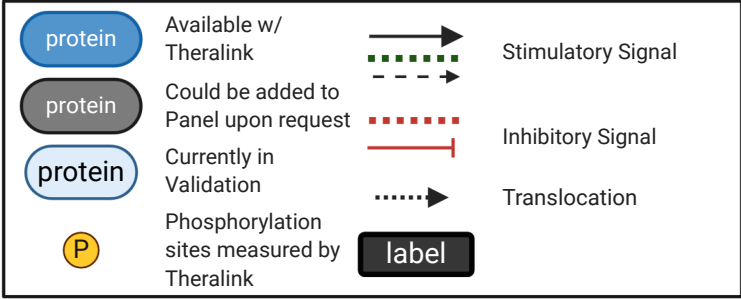 protein
Available w/
Theralink
protein
Could be added to
Panel upon request
protein
Currently in
Validation
P
Phosphorylation
sites measured by
Theralink
Stimulatory Signal
Inhibitory Signal
Translocation
label